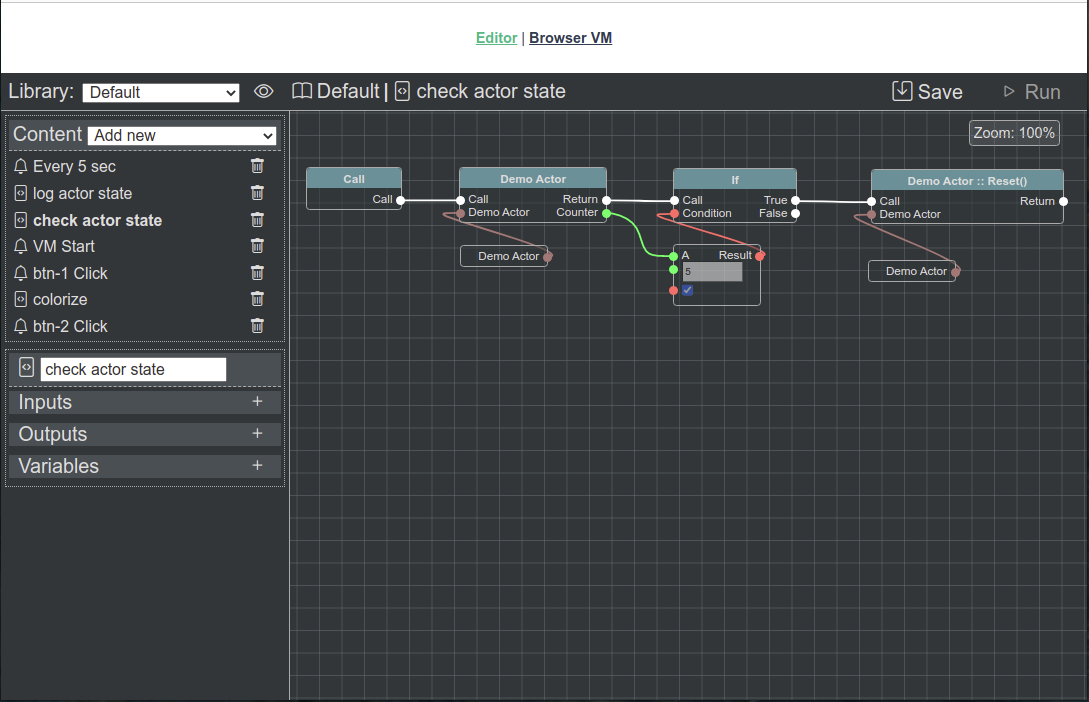 Editor | Browser VM
Library: Default Default | check actor state Save Run
Content Add new
Every 5 sec
log actor state
check actor state
VM Start
btn-1 Click
colorize
btn-2 Click
check actor state
Inputs +
Outputs +
Variables +
Zoom: 100%
Call
Call
Demo Actor
Call Return
Demo Actor Counter
Demo Actor
If
Call True
Condition False
A Result
5
Demo Actor :: Reset()
Call Return
Demo Actor
Demo Actor